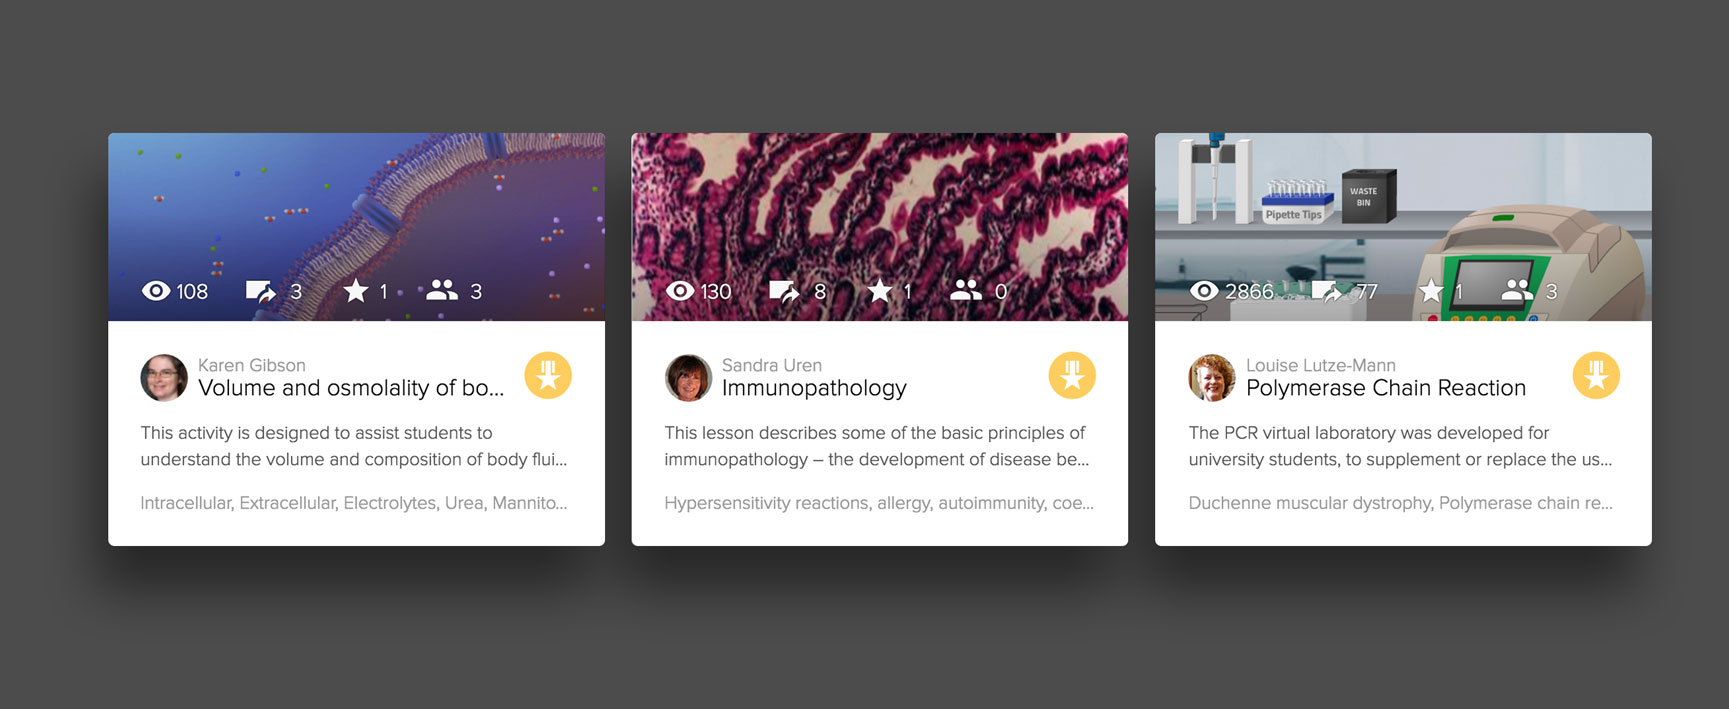 108 3 1 3
Karen Gibson
Volume and osmolality of bo...
This activity is designed to assist students to
understand the volume and composition of body flui...
Intracellular, Extracellular, Electrolytes, Urea, Mannito...
130 8 1 0
Sandra Uren
Immunopathology
This lesson describes some of the basic principles of
immunopathology – the development of disease be...
Hypersensitivity reactions, allergy, autoimmunity, coe...
WASTE
BIN
Pipette Tips
2866 77 1 3
Louise Lutze-Mann
Polymerase Chain Reaction
The PCR virtual laboratory was developed for
university students, to supplement or replace the us...
Duchenne muscular dystrophy, Polymerase chain re...